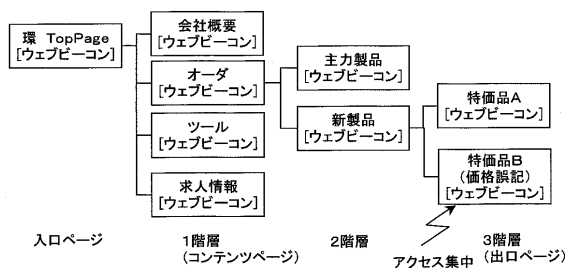 環 TopPage
[ウェブビーコン]
会社概要
[ウェブビーコン]
オーダ
[ウェブビーコン]
ツール
[ウェブビーコン]
求人情報
[ウェブビーコン]
主力製品
[ウェブビーコン]
新製品
[ウェブビーコン]
特価品A
[ウェブビーコン]
特価品B
(価格誤記)
[ウェブビーコン]
入口ページ
1階層
(コンテンツページ)
2階層
アクセス集中
3階層
(出口ページ)